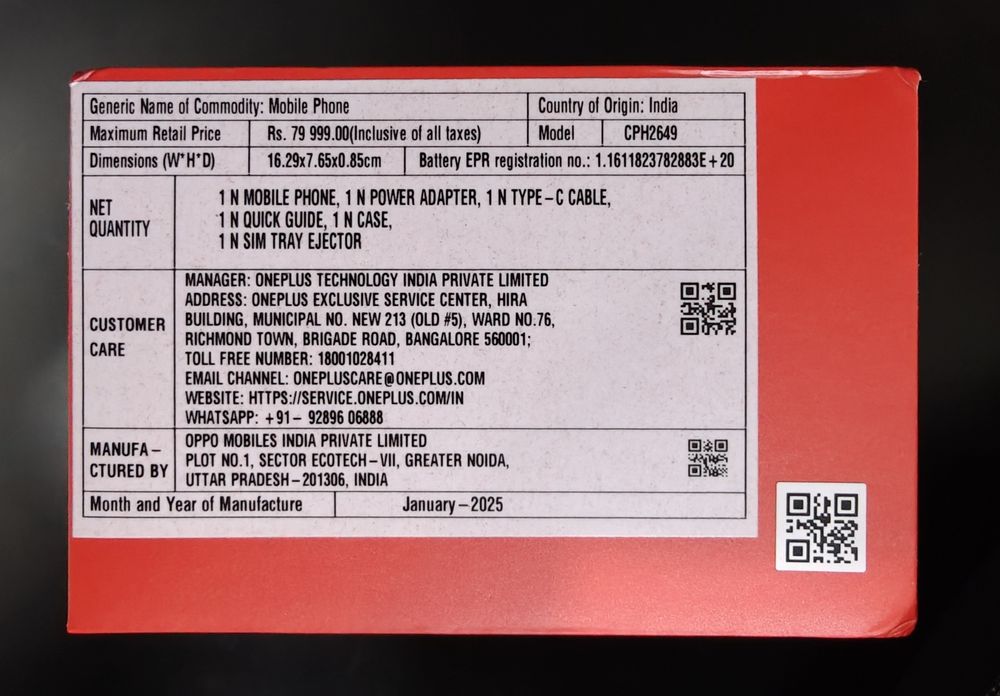 Generic Name of Commodity: Mobile Phone Country of Origin: India
Maximum Retail Price Rs. 79 999.00(Inclusive of all taxes) Model CPH2649
Dimensions (W*H*D) 16.29x7.65x0.85cm Battery EPR registration no.: 1.1611823782883E+20
NET QUANTITY
1 N MOBILE PHONE, 1 N POWER ADAPTER, 1 N TYPE-C CABLE,
1 N QUICK GUIDE, 1 N CASE,
1 N SIM TRAY EJECTOR
CUSTOMER CARE
MANAGER: ONEPLUS TECHNOLOGY INDIA PRIVATE LIMITED
ADDRESS: ONEPLUS EXCLUSIVE SERVICE CENTER, HIRA
BUILDING, MUNICIPAL NO. NEW 213 (OLD #5), WARD NO.76,
RICHMOND TOWN, BRIGADE ROAD, BANGALORE 560001;
TOLL FREE NUMBER: 18001028411
EMAIL CHANNEL: ONEPLUSCARE@ONEPLUS.COM
WEBSITE: HTTPS://SERVICE.ONEPLUS.COM/IN
WHATSAPP: +91- 92896 06888
MANUFA-
CTURED BY
OPPO MOBILES INDIA PRIVATE LIMITED
PLOT NO.1, SECTOR ECOTECH-VII, GREATER NOIDA,
UTTAR PRADESH-201306, INDIA
Month and Year of Manufacture January-2025